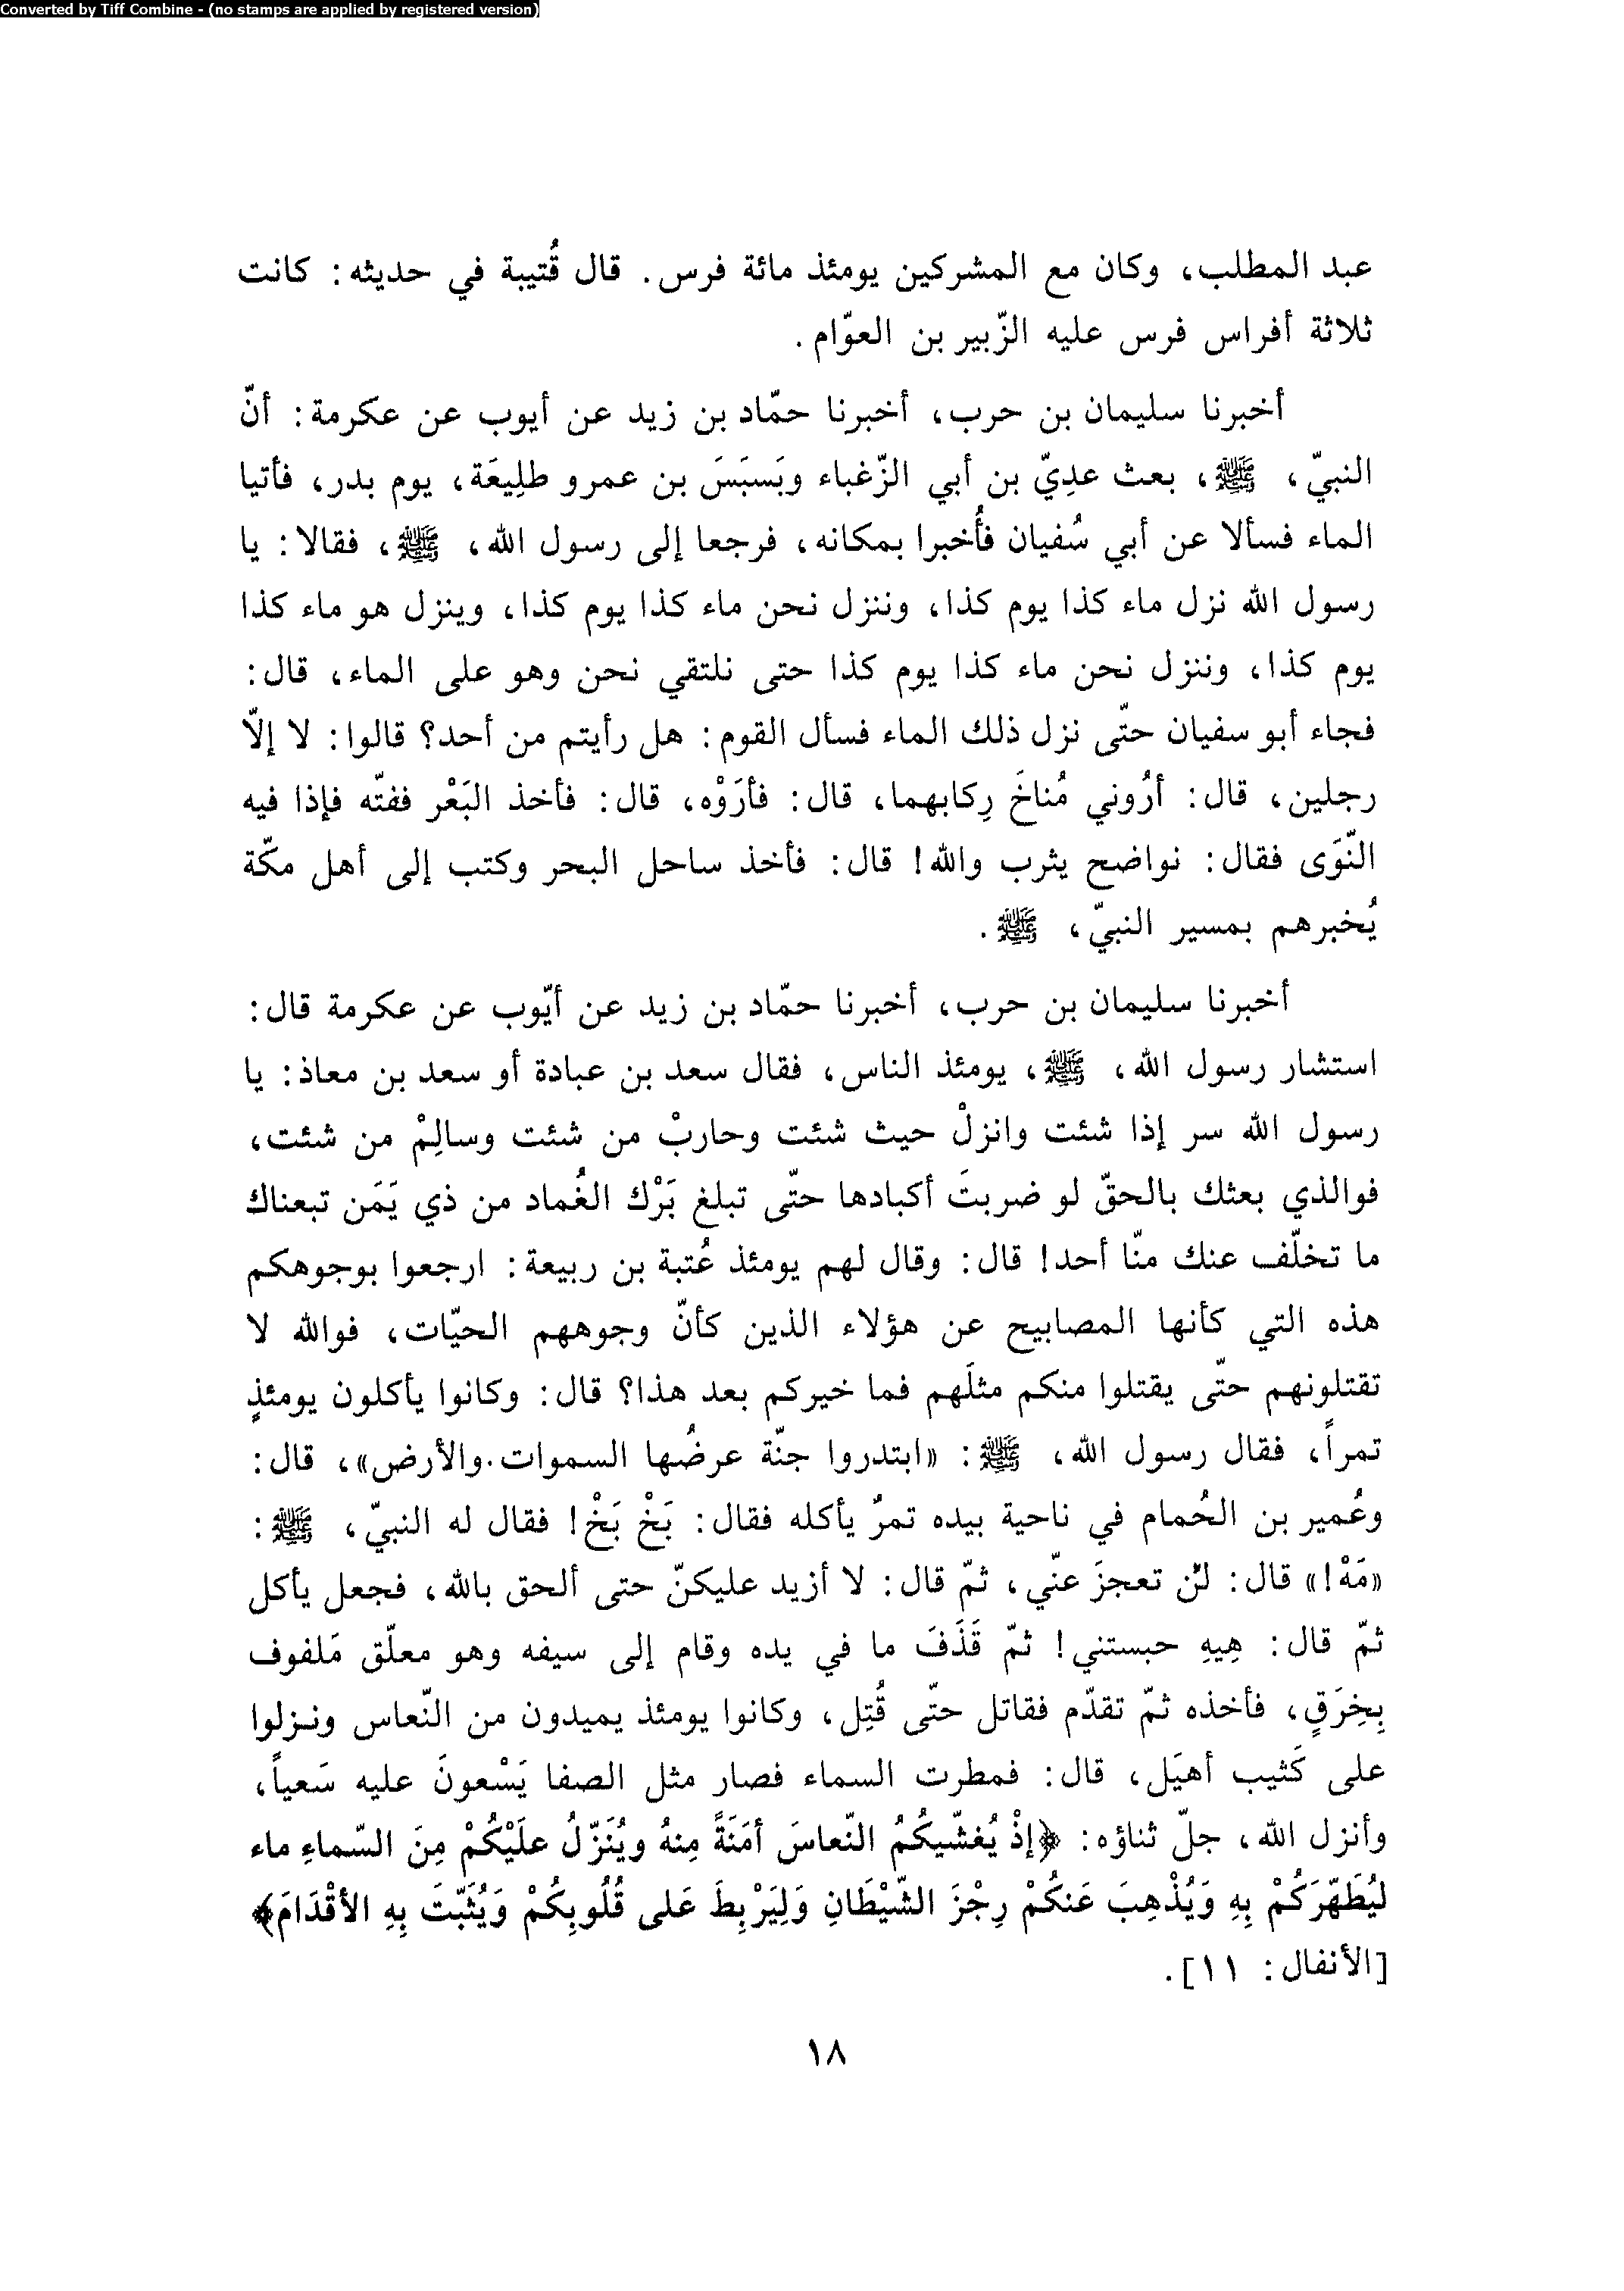 Converted by Tiff Combine - (no stamps are applied by registered version)
عبد المطلب، وكان مع المشركين يومئذ مائة فرس. قال قُتيبة في حديثه: كانت
ثلاثة أفراس فرس عليه الزّبير بن العوّام.
أخبرنا سليمان بن حرب، أخبرنا حمّاد بن زيد عن أيوب عن عكرمة: أنّ
النبيّ، ﷺ، بعث عدِيّ بن أبي الزّغباء وبَسبَسَ بن عمرو طلِيعَة، يوم بدر، فأتيا
الماء فسألا عن أبي سُفيان فأُخبرا بمكانه، فرجعا إلى رسول الله، ﷺ، فقالا: يا
رسول الله نزل ماء كذا يوم كذا، وننزل نحن ماء كذا يوم كذا، وينزل هو ماء كذا
يوم كذا، وننزل نحن ماء كذا يوم كذا حتى نلتقي نحن وهو على الماء، قال:
فجاء أبو سفيان حتّى نزل ذلك الماء فسأل القوم: هل رأيتم من أحد؟ قالوا: لا إلّا
رجلين، قال: أرُوني مُناخَ رِكابهما، قال: فأرَوْه، قال: فأخذ البَعْر ففتّه فإذا فيه
النّوَى فقال: نواضح يثرب والله! قال: فأخذ ساحل البحر وكتب إلى أهل مكّة
يُخبرهم بمسير النبيّ، ﷺ.
أخبرنا سليمان بن حرب، أخبرنا حمّاد بن زيد عن أيّوب عن عكرمة قال:
استشار رسول الله، ﷺ، يومئذ الناس، فقال سعد بن عبادة أو سعد بن معاذ: يا
رسول الله سر إذا شئت وانزلْ حيث شئت وحاربْ من شئت وسالِمْ من شئت،
فوالذي بعثك بالحقّ لو ضربتَ أكبادها حتّى تبلغ بَرْك الغُماد من ذي يَمَن تبعناك
ما تخلّف عنك منّا أحد! قال: وقال لهم يومئذ عُتبة بن ربيعة: ارجعوا بوجوهكم
هذه التي كأنها المصابيح عن هؤلاء الذين كأنّ وجوههم الحيّات، فوالله لا
تقتلونهم حتّى يقتلوا منكم مثلَهم فما خيركم بعد هذا؟ قال: وكانوا يأكلون يومئذٍ
تمراً، فقال رسول الله، ﷺ: «ابتدروا جنّة عرضُها السموات.والأرض»، قال:
وعُمير بن الحُمام في ناحية بيده تمرٌ يأكله فقال: بَخْ بَخْ! فقال له النبيّ، ﷺ:
«مَهْ!» قال: لئن تعجزَ عنّي، ثمّ قال: لا أزيد عليكنّ حتى ألحق بالله، فجعل يأكل
ثمّ قال: هِيهِ حبستني! ثمّ قَذَفَ ما في يده وقام إلى سيفه وهو معلّق مَلفوف
بِخِرَقٍ، فأخذه ثمّ تقدّم فقاتل حتّى قُتِل، وكانوا يومئذ يميدون من النّعاس ونـزلوا
على كَثيب أهيَل، قال: فمطرت السماء فصار مثل الصفا يَسْعونَ عليه سَعياً،
وأنزل الله، جلّ ثناؤه: ﴿إذْ يُغشّيكُمُ النّعاسَ أمَنَةً مِنهُ ويُنَزّلُ علَيْكُمْ مِنَ السّماءِ ماء
ليُطَهّرَكُمْ بِهِ وَيُذْهِبَ عَنكُمْ رِجْزَ الشّيْطَانِ وَلِيَرْبِطَ عَلى قُلُوبِكُمْ وَيُثَبّتَ بِهِ الأقْدَامَ﴾
[الأنفال: ١١].
١٨